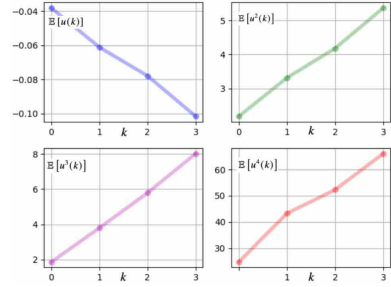 −0.04
−0.06
−0.08
−0.10
𝔼[u(k)]
0 1 2 3
k
5
4
3
𝔼[u²(k)]
0 1 2 3
k
8
6
4
2
𝔼[u³(k)]
0 1 2 3
k
60
50
40
30
𝔼[u⁴(k)]
0 1 2 3
k